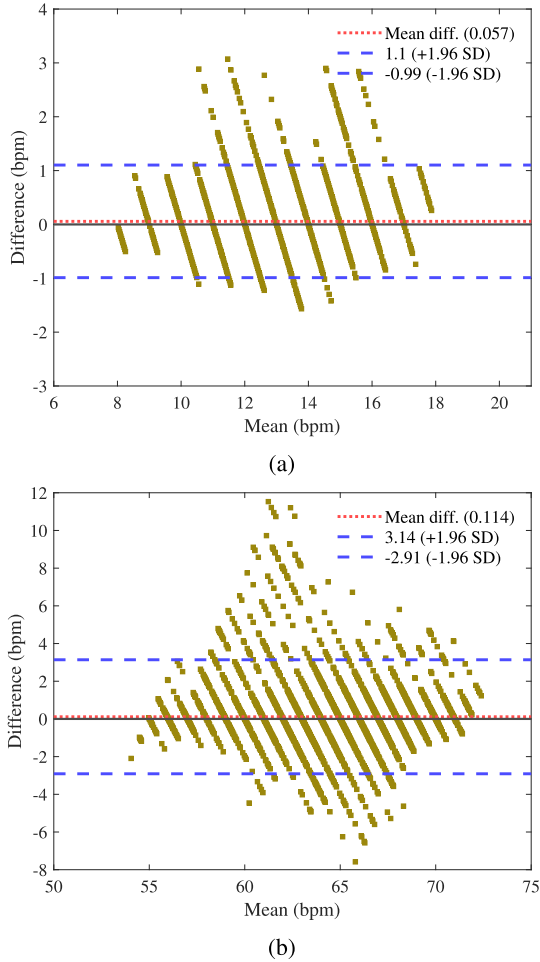 4
3
2
1
0
-1
-2
-3
Difference (bpm)
Mean diff. (0.057)
1.1 (+1.96 SD)
-0.99 (-1.96 SD)
6 8 10 12 14 16 18 20
Mean (bpm)
(a)
12
10
8
6
4
2
0
-2
-4
-6
-8
Difference (bpm)
Mean diff. (0.114)
3.14 (+1.96 SD)
-2.91 (-1.96 SD)
50 55 60 65 70 75
Mean (bpm)
(b)